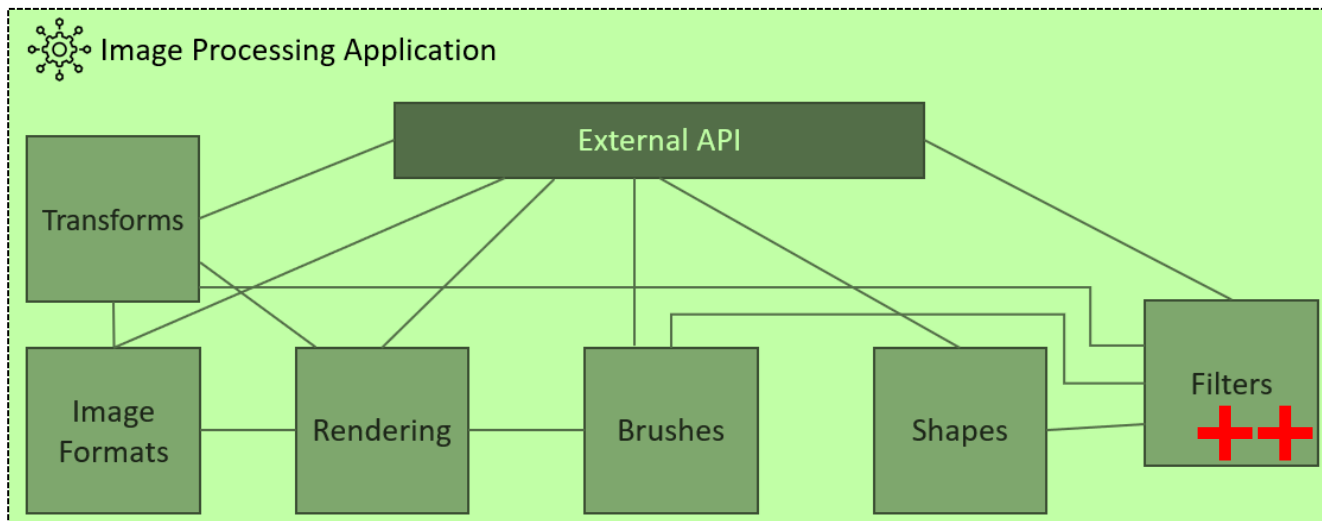 Image Processing Application
External API
Transforms
Image
Formats
Rendering
Brushes
Shapes
Filters
++